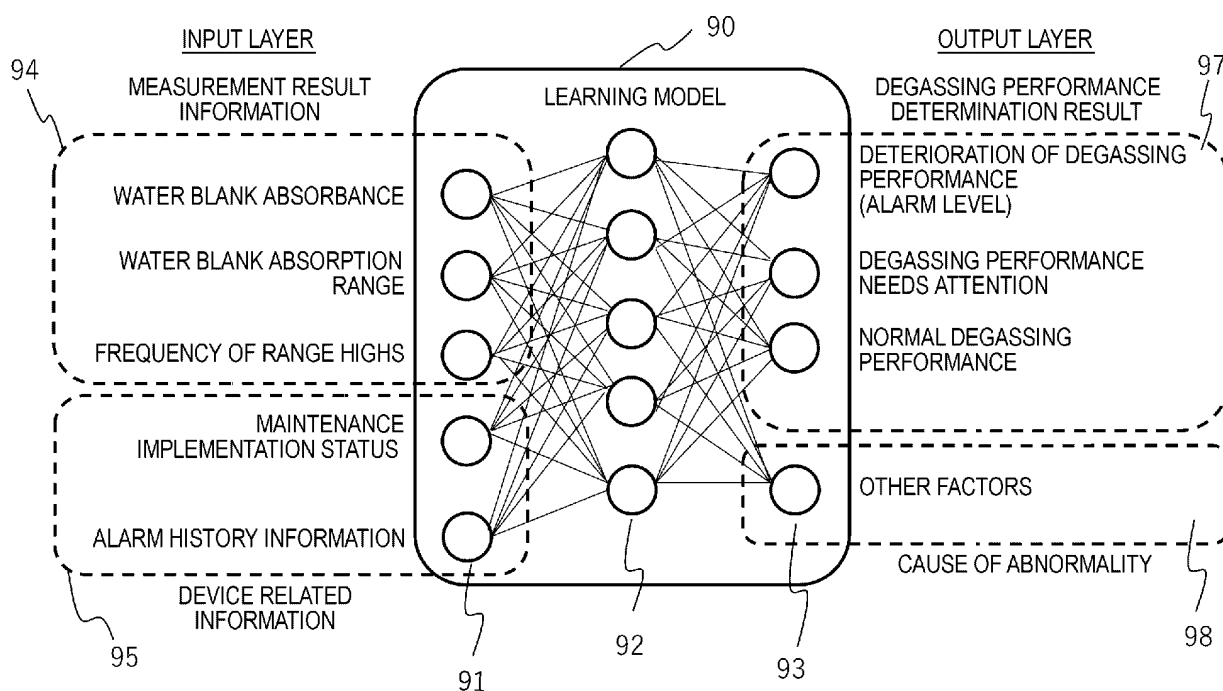 90
INPUT LAYER
OUTPUT LAYER
94
MEASUREMENT RESULT
INFORMATION
LEARNING MODEL
DEGASSING PERFORMANCE
DETERMINATION RESULT
97
WATER BLANK ABSORBANCE
WATER BLANK ABSORPTION
RANGE
FREQUENCY OF RANGE HIGHS
MAINTENANCE
IMPLEMENTATION STATUS
ALARM HISTORY INFORMATION
DEVICE RELATED
INFORMATION
95
91
92
93
DETERIORATION OF DEGASSING
PERFORMANCE
(ALARM LEVEL)
DEGASSING PERFORMANCE
NEEDS ATTENTION
NORMAL DEGASSING
PERFORMANCE
OTHER FACTORS
CAUSE OF ABNORMALITY
98